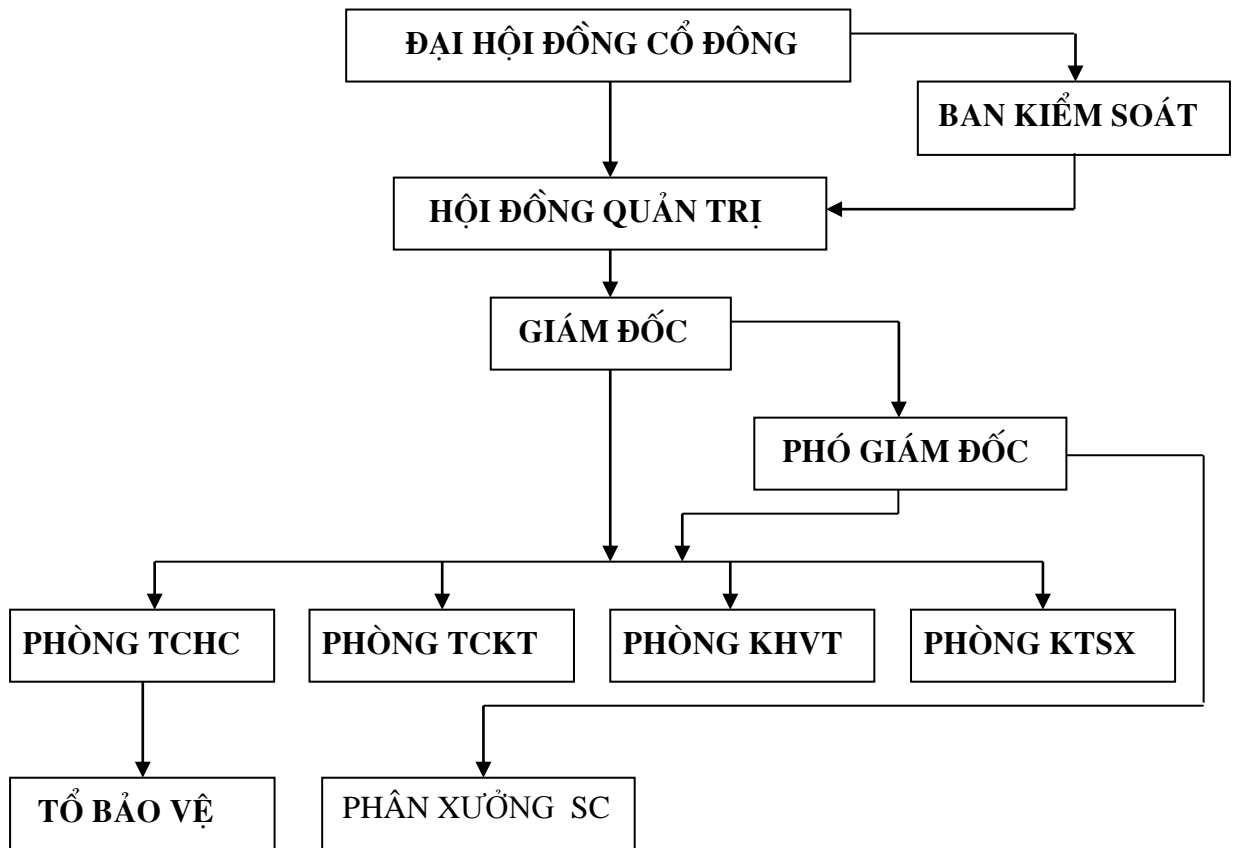 ĐẠI HỘI ĐỒNG CỔ ĐÔNG
BAN KIỂM SOÁT
HỘI ĐỒNG QUẢN TRỊ
GIÁM ĐỐC
PHÓ GIÁM ĐỐC
PHÒNG TCHC
PHÒNG TCKT
PHÒNG KHVT
PHÒNG KTSX
TỔ BẢO VỆ
PHÂN XƯỞNG SC